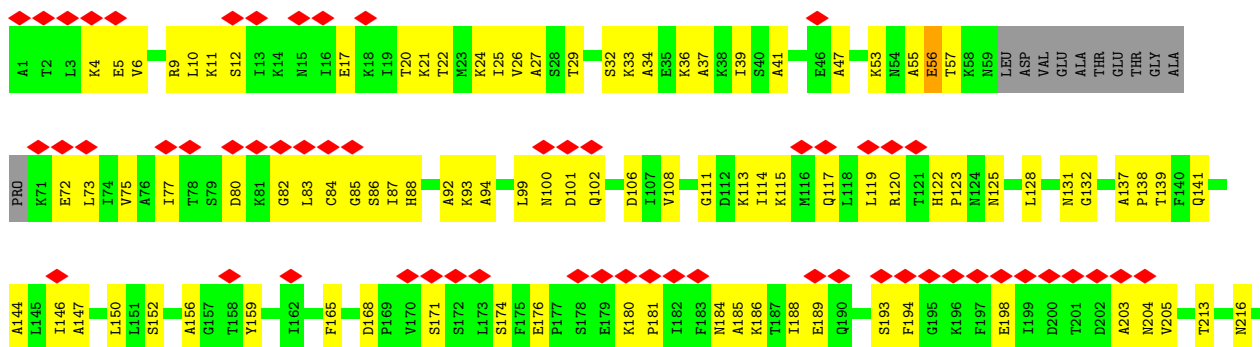 A1 T2 L3 K4 E5 V6 R9 L10 K11 S12 I13 K14 N15 I16 E17 K18 I19 T20 K21 T22 M23 K24 I25 V26 A27 S28 T29 S32 K33 A34 E35 K36 A37 K38 I39 S40 A41 E46 A47 K53 N54 A55 E56 T57 K58 N59 LEU ASP VAL GLU ALA THR GLU THR GLY ALA
PRO K71 E72 L73 I74 V75 A76 I77 T78 S79 D80 K81 G82 L83 C84 G85 S86 I87 H88 A92 K93 A94 L99 N100 D101 Q102 D106 I107 V108 G111 D112 K113 I114 K115 M116 Q117 L118 L119 R120 T121 H122 P123 N124 N125 L128 N131 G132 A137 P138 T139 F140 Q141
A144 L145 I146 A147 L150 L151 S152 A156 G157 T158 Y159 I162 F165 D168 P169 V170 S171 S172 L173 S174 F175 E176 P177 S178 E179 K180 P181 I182 F183 N184 A185 K186 T187 I188 E189 Q190 S193 F194 G195 K196 F197 E198 I199 D200 T201 D202 A203 N204 V205 T213 N216